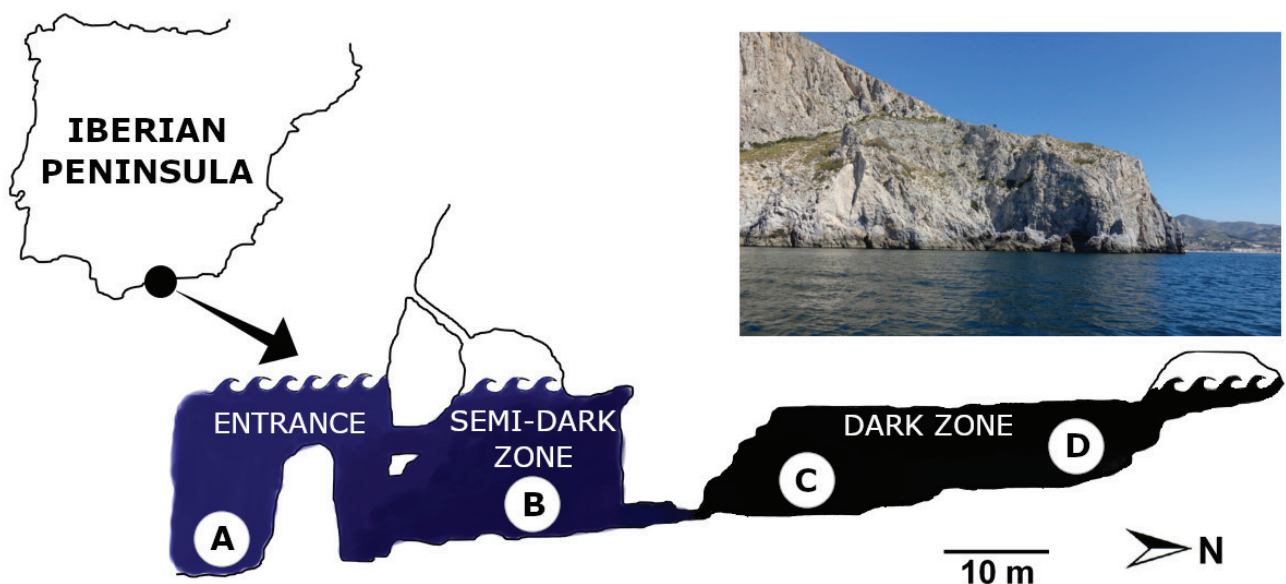 IBERIAN
PENINSULA
ENTRANCE
SEMI-DARK
ZONE
DARK ZONE
A
B
C
D
10 m
N